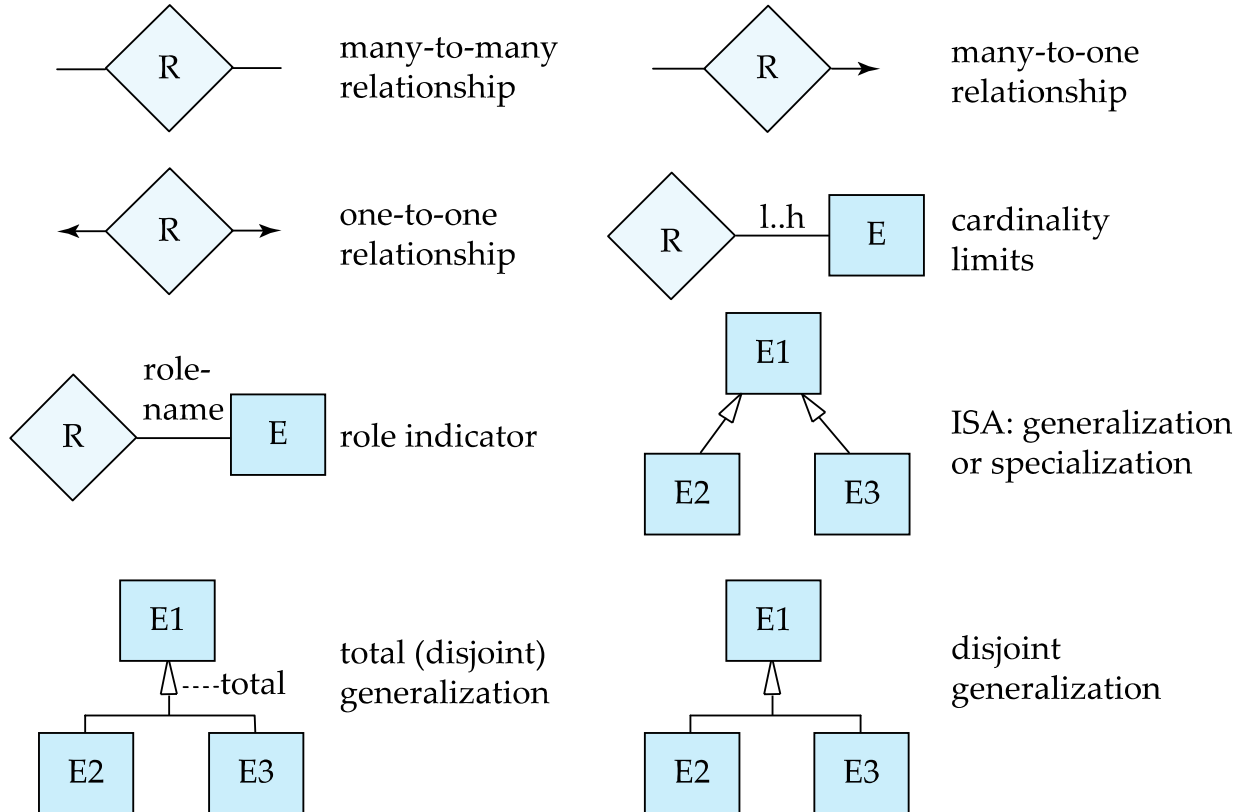 R
many-to-many
relationship
R
many-to-one
relationship
R
one-to-one
relationship
R
l..h
E
cardinality
limits
role-
name
R
E
role indicator
E1
E2
E3
ISA: generalization
or specialization
E1
----total
E2
E3
total (disjoint)
generalization
E1
E2
E3
disjoint
generalization